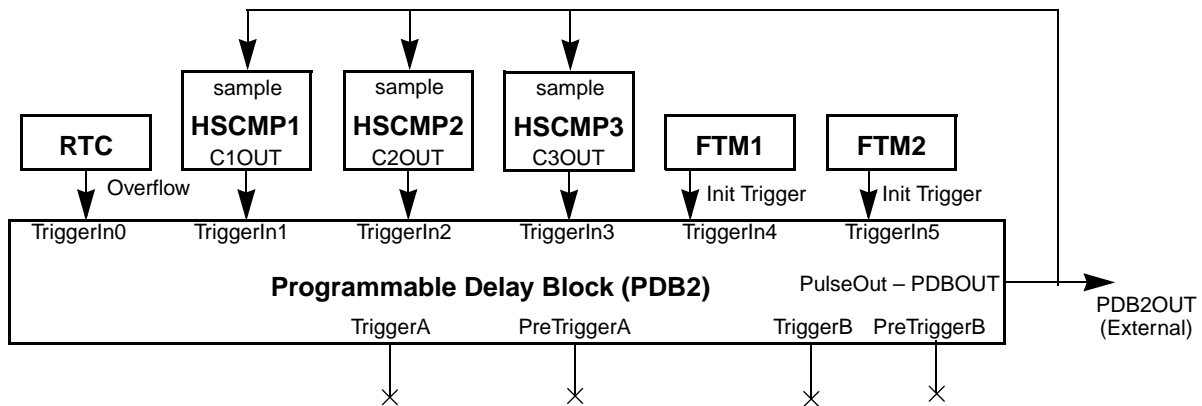 sample sample sample
RTC HSCMP1 HSCMP2 HSCMP3 FTM1 FTM2
C1OUT C2OUT C3OUT
Overflow Init Trigger Init Trigger
TriggerIn0 TriggerIn1 TriggerIn2 TriggerIn3 TriggerIn4 TriggerIn5
Programmable Delay Block (PDB2) PulseOut – PDBOUT
PDB2OUT
(External)
TriggerA PreTriggerA TriggerB PreTriggerB